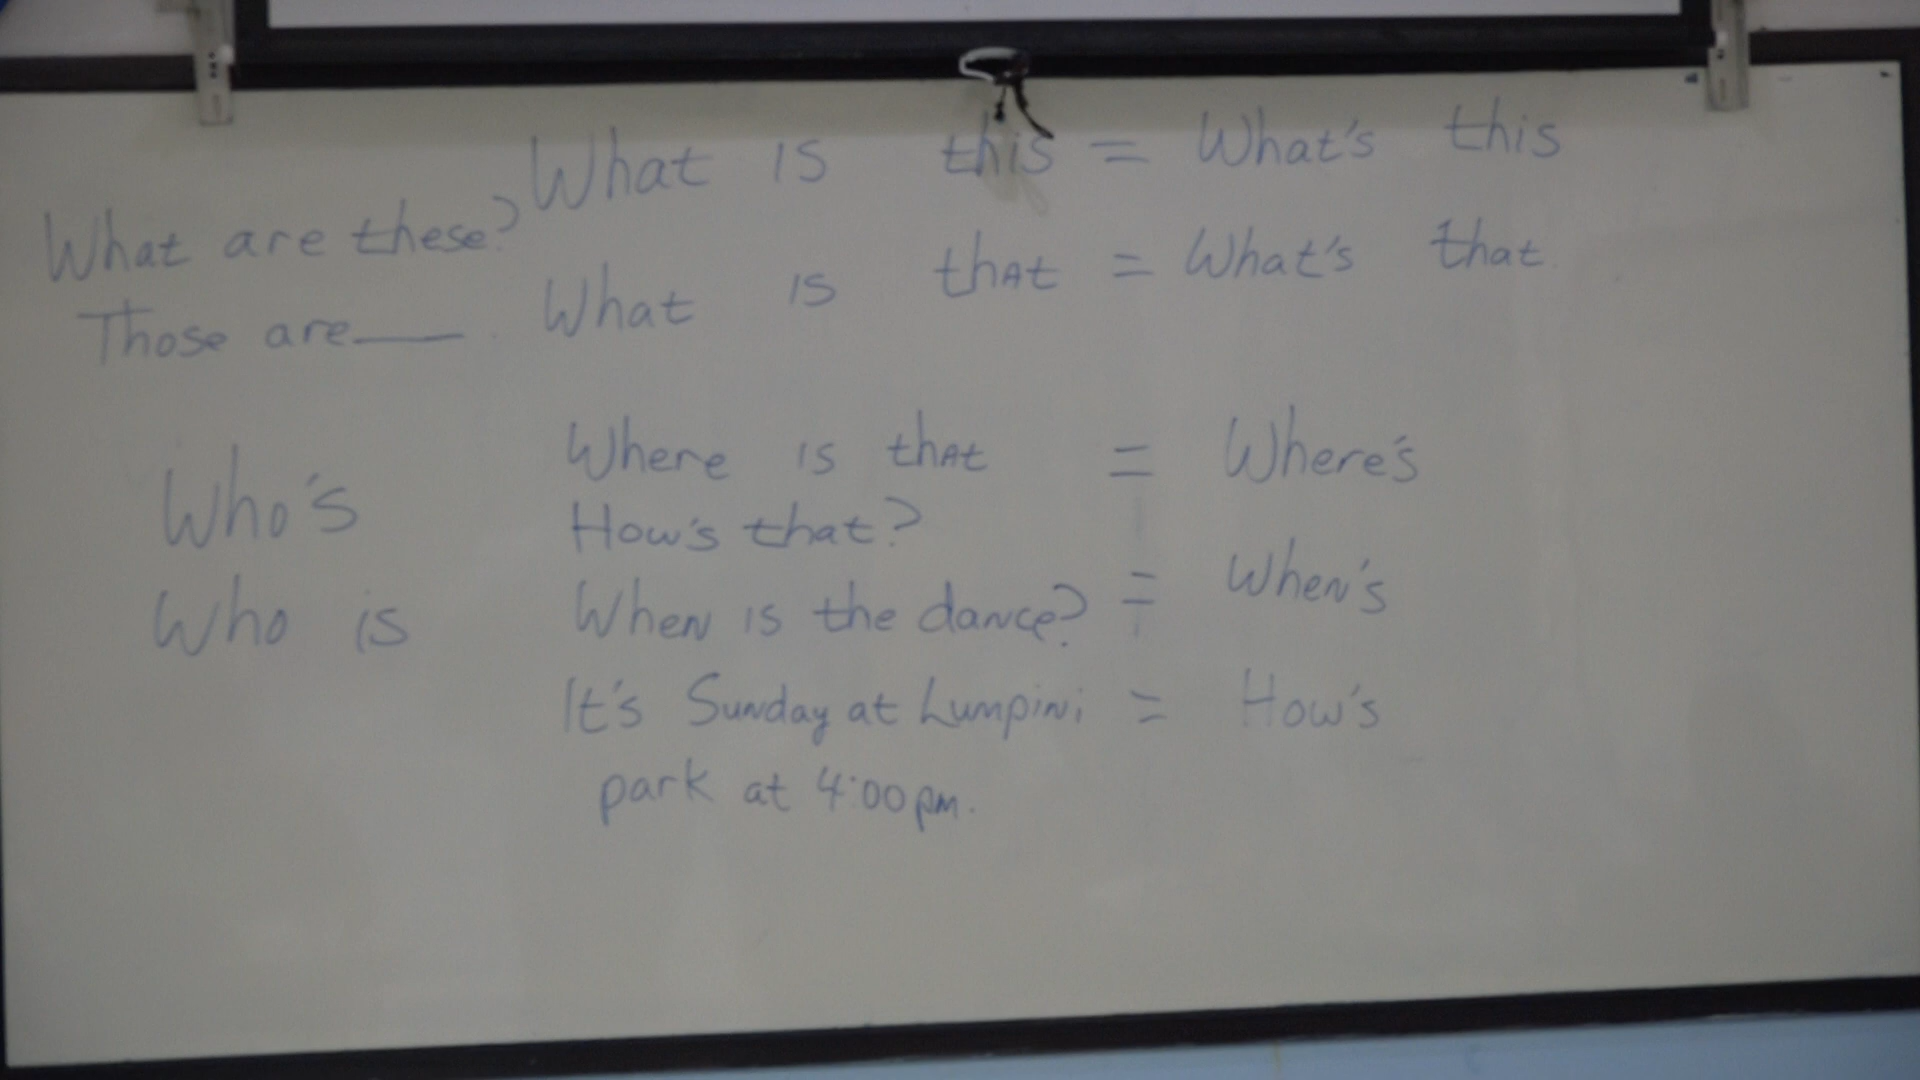 What is this = What's this
What are these?
What is that = What's that
Those are____.
Where is that = Where's
Who's
How's that?
When is the dance? = When's
Who is
It's Sunday at Lumpini = How's
park at 4:00pm.